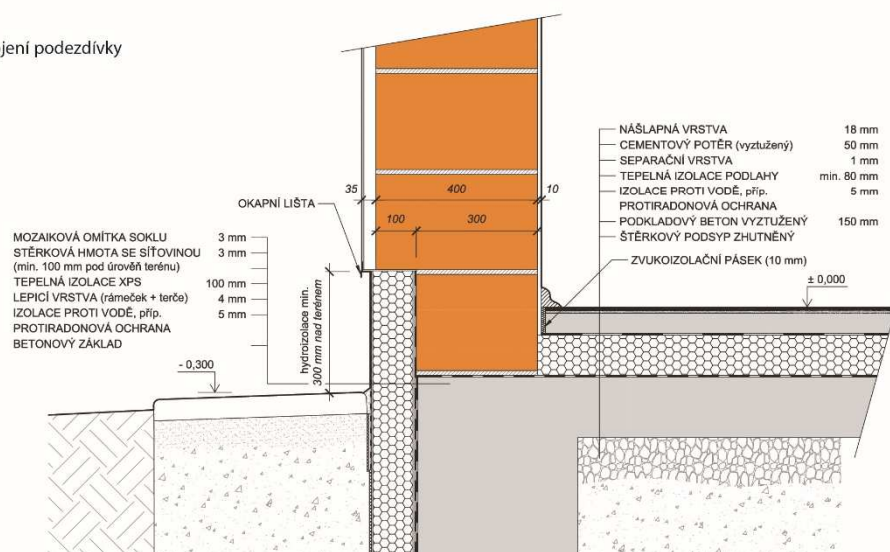 ojení podezdívky
NÁŠLAPNÁ VRSTVA 18 mm
CEMENTOVÝ POTĚR (vyztužený) 50 mm
SEPARAČNÍ VRSTVA 1 mm
TEPELNÁ IZOLACE PODLAHY min. 80 mm
IZOLACE PROTI VODĚ, příp. 5 mm
PROTIRADONOVÁ OCHRANA
PODKLADOVÝ BETON VYZTUŽENÝ 150 mm
ŠTĚRKOVÝ PODSYP ZHUTNĚNÝ
35 400 10
OKAPNÍ LIŠTA
100 300
MOZAIKOVÁ OMÍTKA SOKLU 3 mm
STĚRKOVÁ HMOTA SE SÍŤOVINOU 3 mm
(min. 100 mm pod úrověň terénu)
TEPELNÁ IZOLACE XPS 100 mm
LEPICÍ VRSTVA (rámeček + terče) 4 mm
IZOLACE PROTI VODĚ, příp. 5 mm
PROTIRADONOVÁ OCHRANA
BETONOVÝ ZÁKLAD
hydroizolace min.
300 mm nad terénem
ZVUKOIZOLAČNÍ PÁSEK (10 mm)
± 0,000
- 0,300